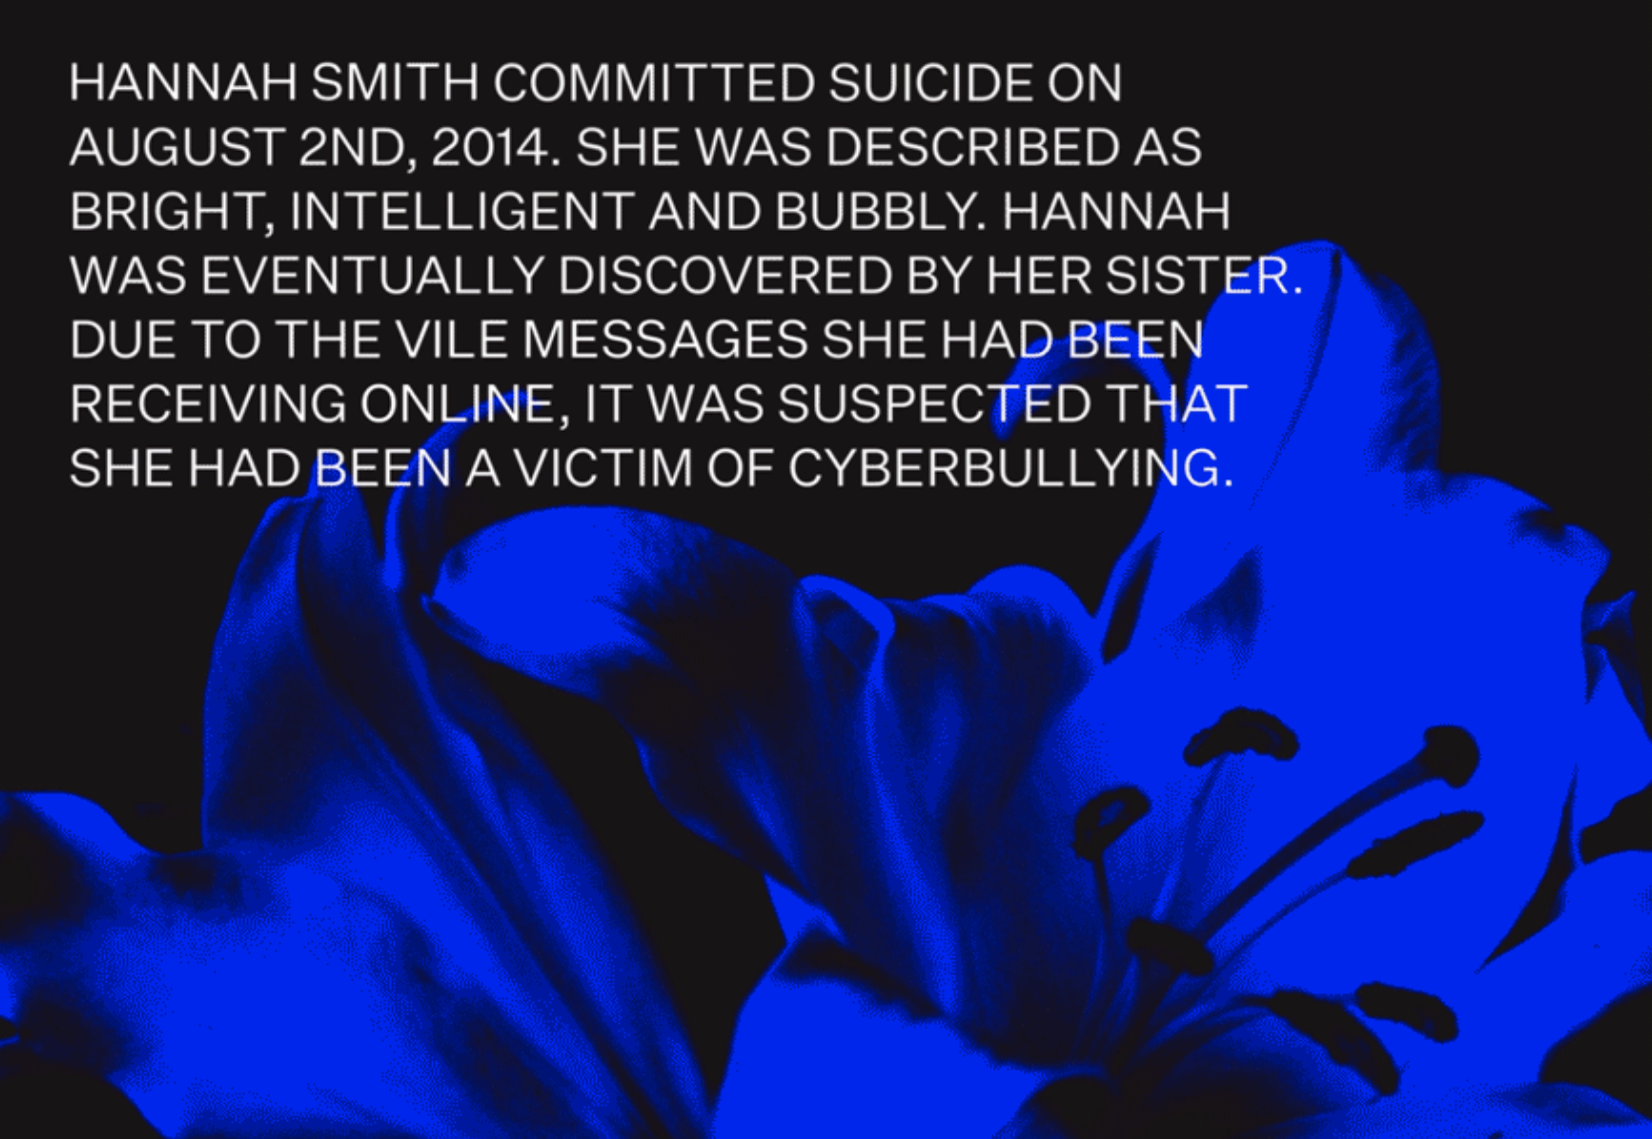 HANNAH SMITH COMMITTED SUICIDE ON
AUGUST 2ND, 2014. SHE WAS DESCRIBED AS
BRIGHT, INTELLIGENT AND BUBBLY. HANNAH
WAS EVENTUALLY DISCOVERED BY HER SISTER.
DUE TO THE VILE MESSAGES SHE HAD BEEN
RECEIVING ONLINE, IT WAS SUSPECTED THAT
SHE HAD BEEN A VICTIM OF CYBERBULLYING.